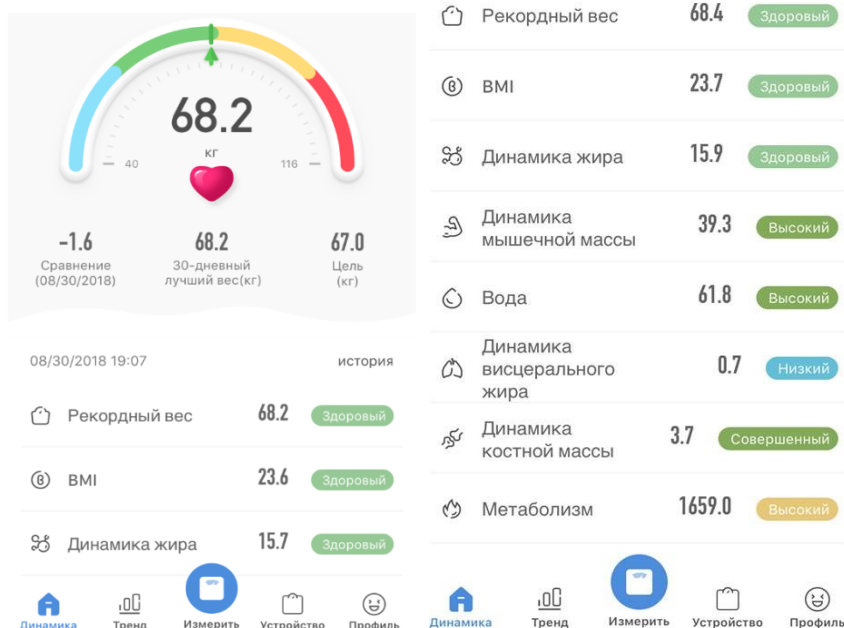 68.2
кг
40
116
-1.6
68.2
67.0
Сравнение
(08/30/2018)
30-дневный
лучший вес(кг)
Цель
(кг)
08/30/2018 19:07
история
Рекордный вес 68.2 Здоровый
BMI 23.6 Здоровый
Динамика жира 15.7 Здоровый
Динамика Тренд Измерить Устройство Профиль
Рекордный вес 68.4 Здоровый
BMI 23.7 Здоровый
Динамика жира 15.9 Здоровый
Динамика
мышечной массы 39.3 Высокий
Вода 61.8 Высокий
Динамика
висцерального 0.7 Низкий
жира
Динамика
костной массы 3.7 Совершенный
Метаболизм 1659.0 Высокий
Динамика Тренд Измерить Устройство Профиль